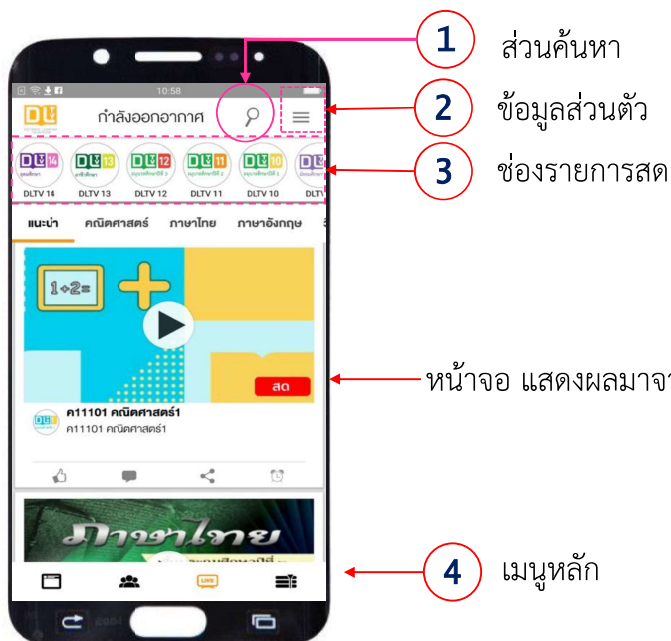 1 ส่วนค้นหา
10:58
กำลังออกอากาศ
2 ข้อมูลส่วนตัว
3 ช่องรายการสด
DLTV 14
DLTV 13
DLTV 12
DLTV 11
DLTV 10
DLTV
แนะนำ คณิตศาสตร์ ภาษาไทย ภาษาอังกฤษ
1+2=
สด
หน้าจอ แสดงผลมาจา
ค11101 คณิตศาสตร์1
ค11101 คณิตศาสตร์1
ภาษาไทย
LIVE
4 เมนูหลัก